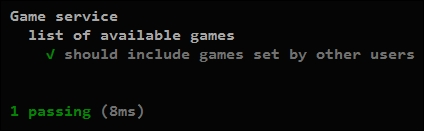 Game service
list of available games
√ should include games set by other users
1 passing (8ms)